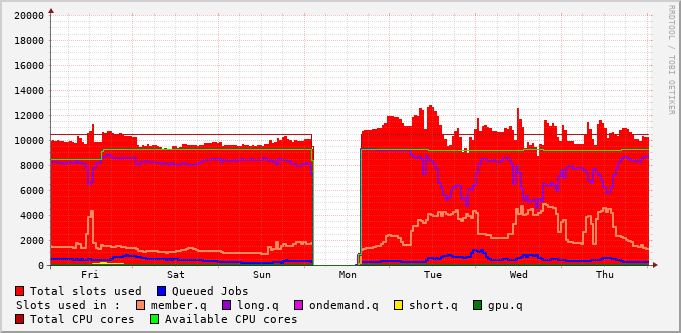 RRDTOOL / TOBI OETIKER
20000
18000
16000
14000
12000
10000
8000
6000
4000
2000
0
Fri Sat Sun Mon Tue Wed Thu
Total slots used Queued Jobs
Slots used in : member.q long.q ondemand.q short.q gpu.q
Total CPU cores Available CPU cores